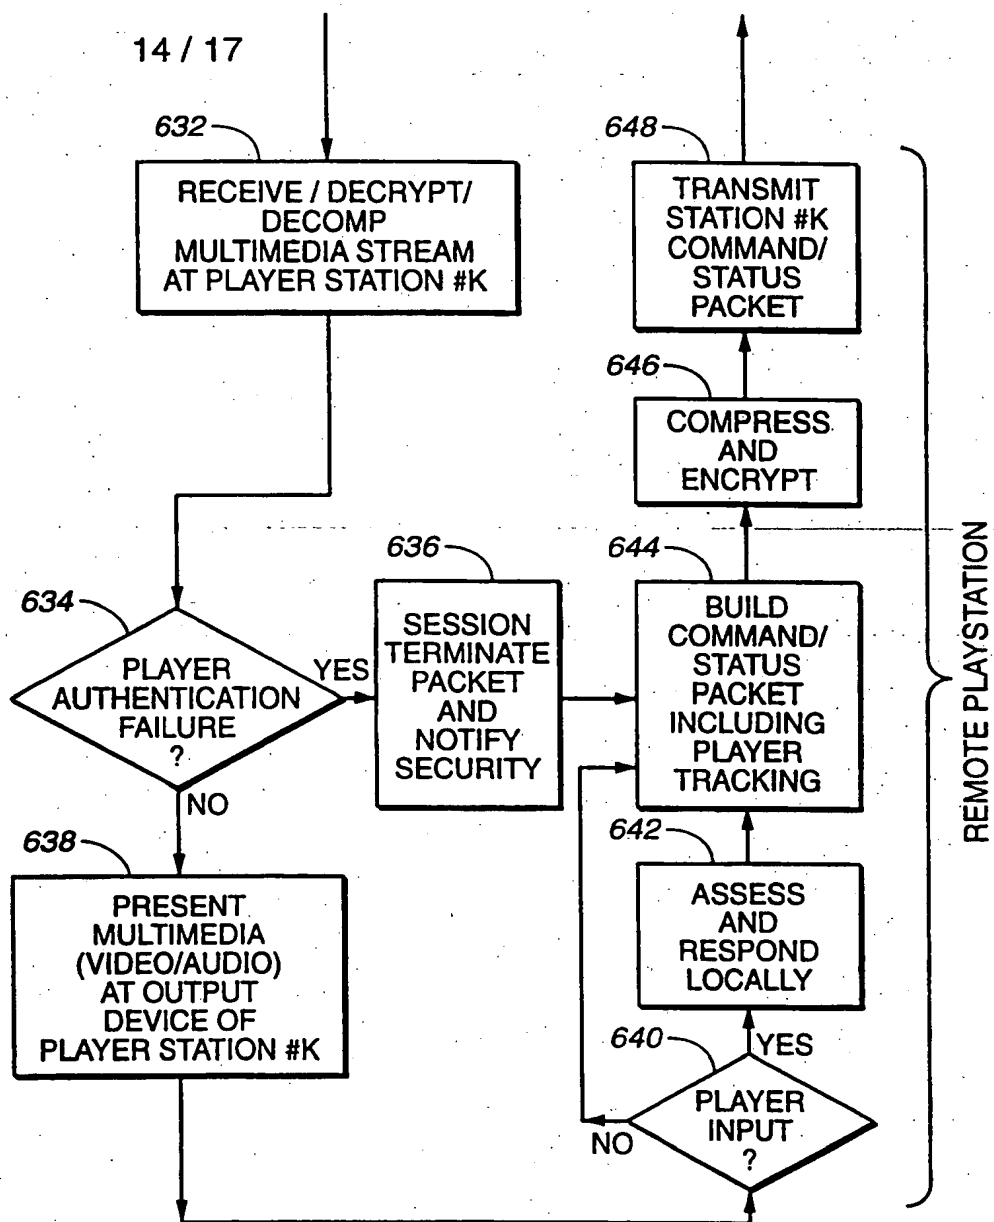 14 / 17
632
RECEIVE / DECRYPT/
DECOMP
MULTIMEDIA STREAM
AT PLAYER STATION #K
634
PLAYER
AUTHENTICATION
FAILURE
?
YES
NO
636
SESSION
TERMINATE
PACKET
AND
NOTIFY
SECURITY
638
PRESENT
MULTIMEDIA
(VIDEO/AUDIO)
AT OUTPUT
DEVICE OF
PLAYER STATION #K
648
TRANSMIT
STATION #K
COMMAND/
STATUS
PACKET
646
COMPRESS
AND
ENCRYPT
644
BUILD
COMMAND/
STATUS
PACKET
INCLUDING
PLAYER
TRACKING
642
ASSESS
AND
RESPOND
LOCALLY
640
YES
PLAYER
INPUT
?
NO
REMOTE PLAYSTATION